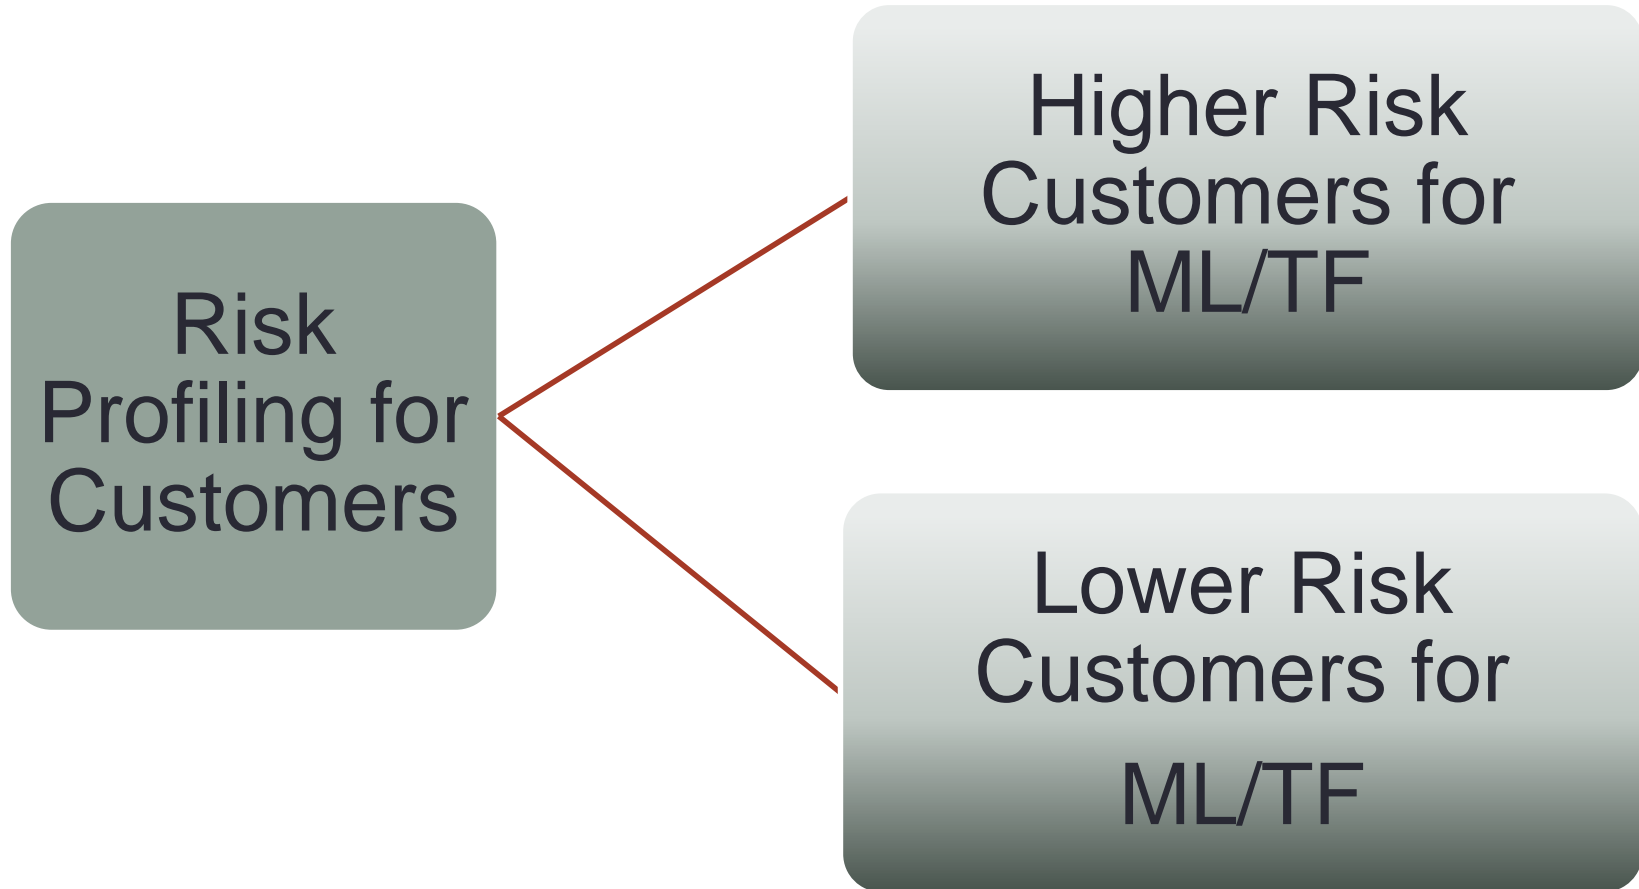 Risk
Profiling for
Customers
Higher Risk
Customers for
ML/TF
Lower Risk
Customers for
ML/TF